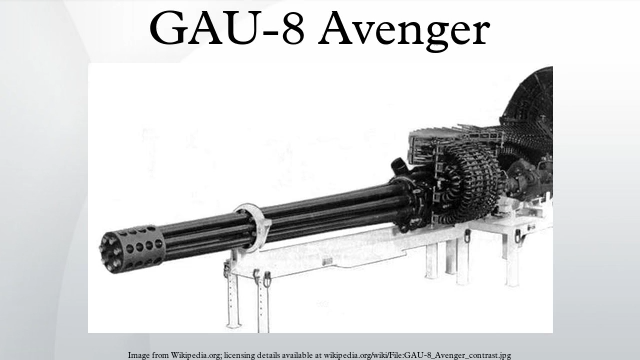 GAU-8 Avenger
Image from Wikipedia.org; licensing details available at wikipedia.org/wiki/File:GAU-8_Avenger_contrast.jpg